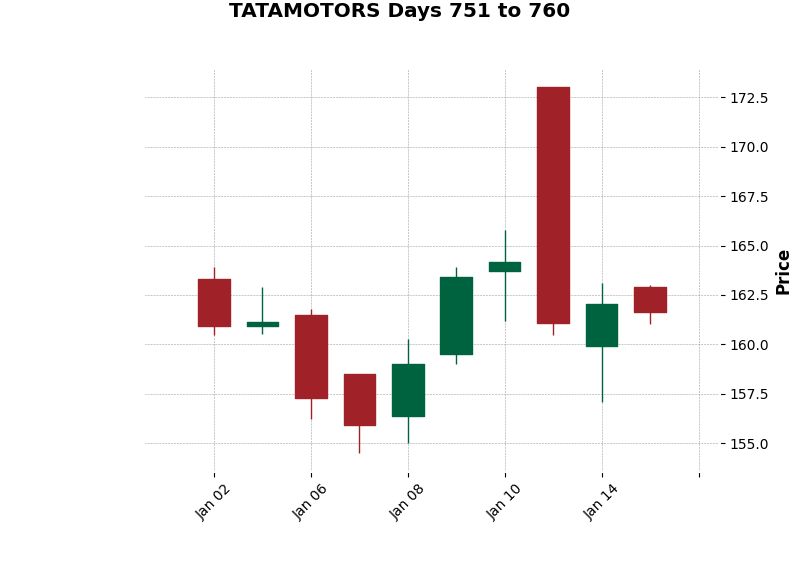 TATAMOTORS Days 751 to 760
172.5
170.0
167.5
165.0
162.5
160.0
157.5
155.0
Price
Jan 02
Jan 06
Jan 08
Jan 10
Jan 14